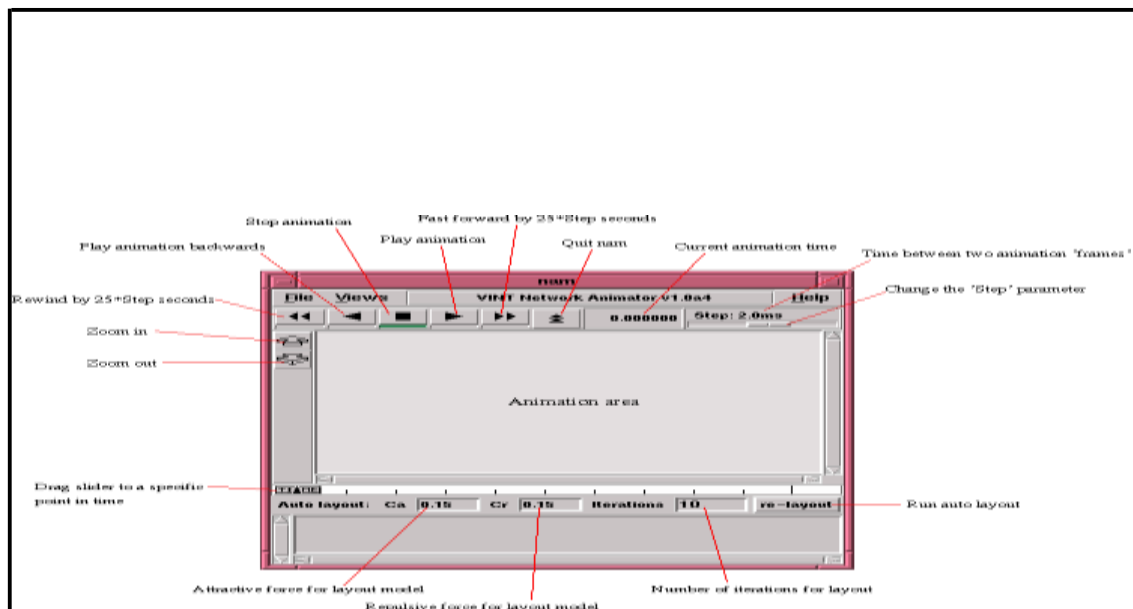 Stop animation
Fast forward by 25*Step seconds
Play animation backwards
Play animation
Quit nam
Current animation time
Time between two animation 'frames'
nam
Rewind by 25*Step seconds
File Views VINT Network Animator v1.0a4 Help
Change the 'Step' parameter
0.000000 Step: 2.0ms
Zoom in
Zoom out
Animation area
Drag slider to a specific
point in time
TIME
Auto layout: Ca 0.15 Cr 0.15 Iterations 10 re-layout
Run auto layout
Attractive force for layout model
Number of iterations for layout
Repulsive force for layout model